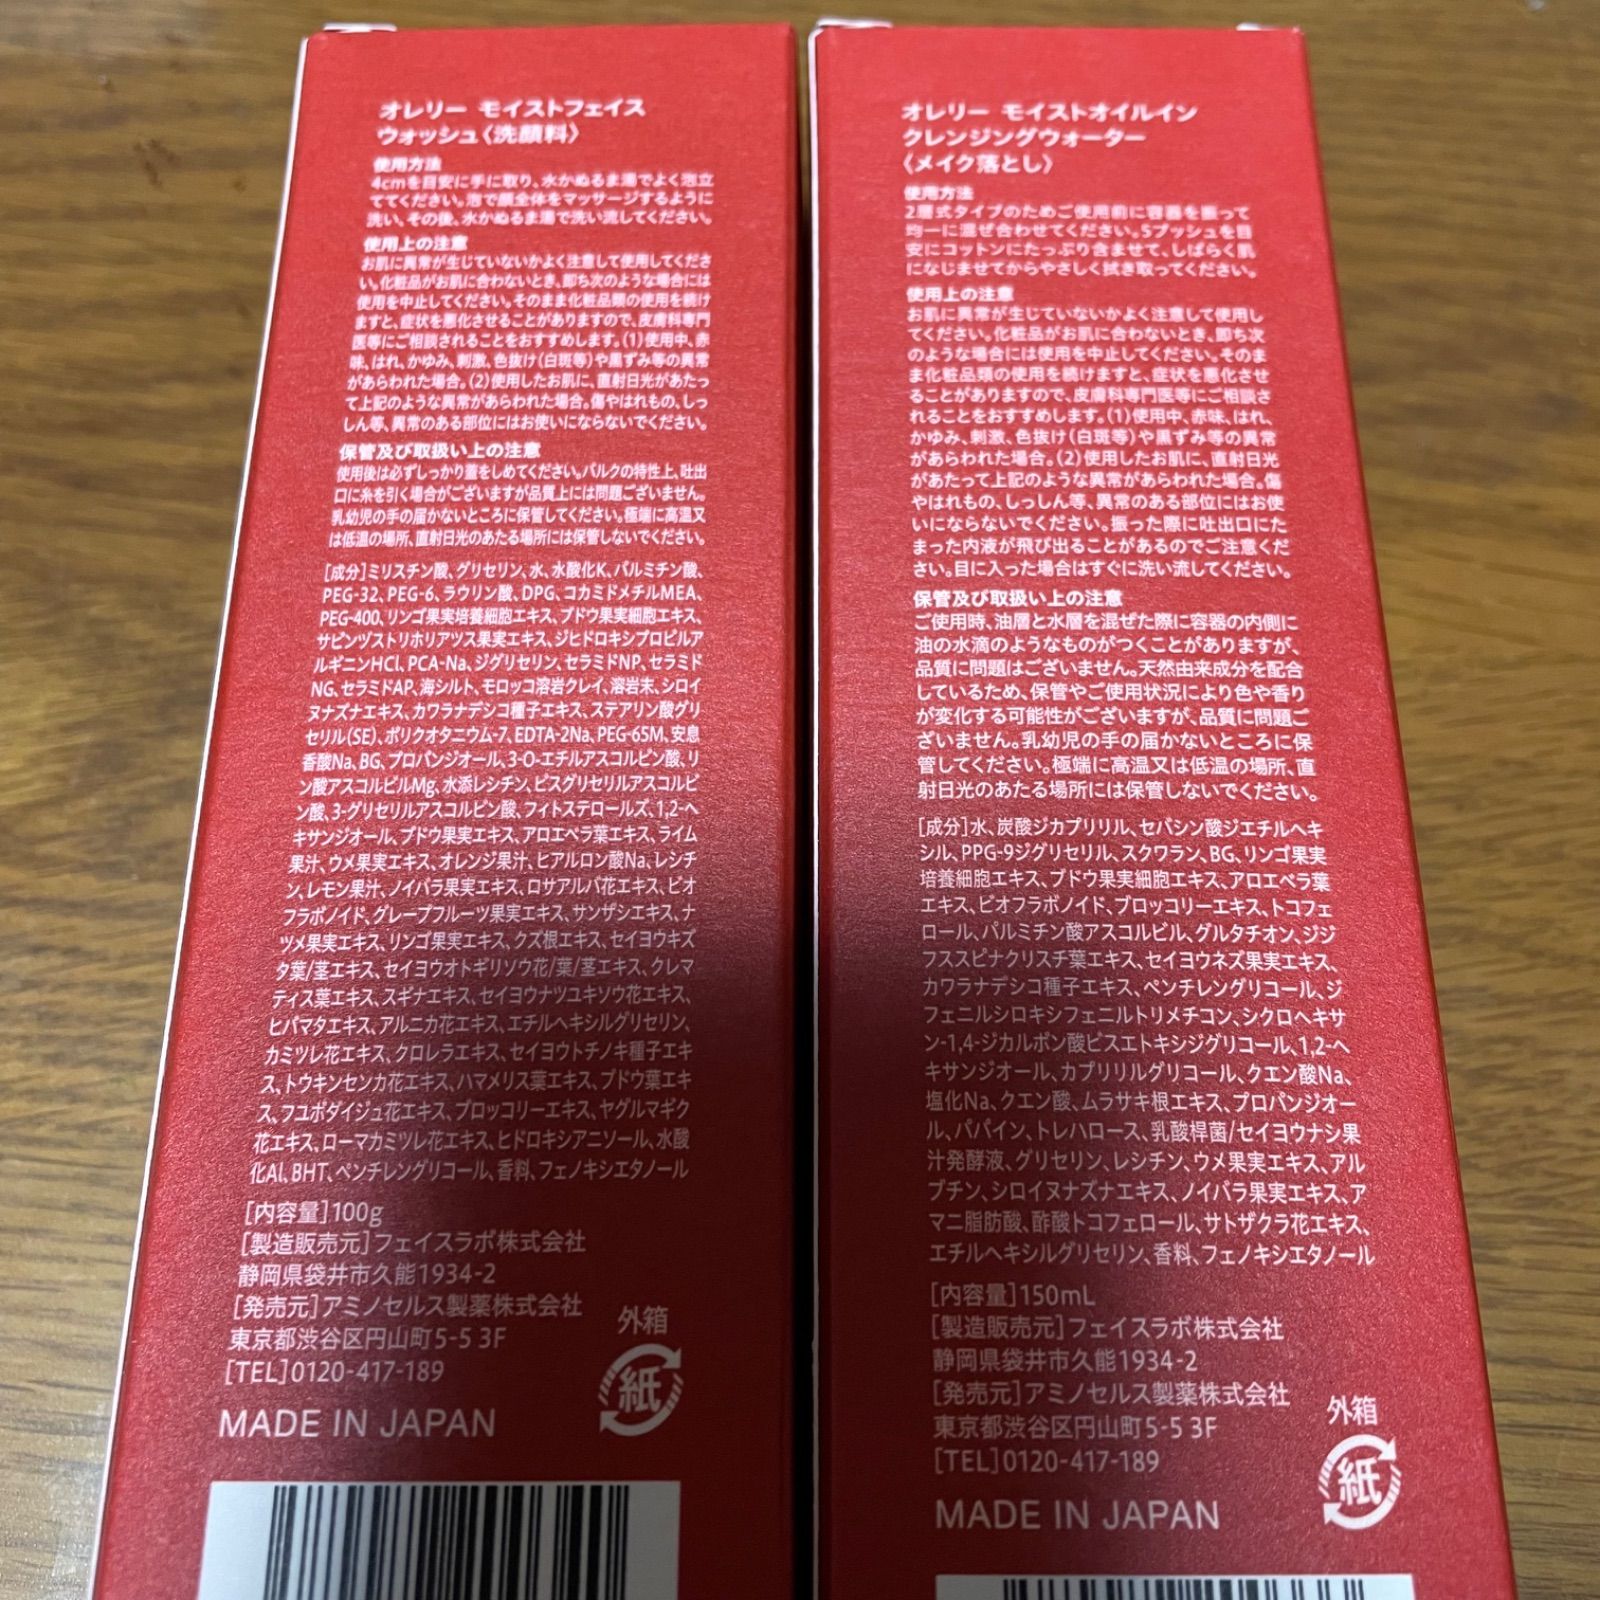 オレリー モイストフェイス
ウォッシュ〈洗顔料〉
使用方法
4cmを目安に手に取り、水かぬるま湯でよく泡立
ててください。泡で顔全体をマッサージするように
洗い、その後、水かぬるま湯で洗い流してください。
使用上の注意
お肌に異常が生じていないかよく注意して使用してくださ
い。化粧品がお肌に合わないとき、即ち次のような場合には
使用を中止してください。そのまま化粧品類の使用を続け
ますと、症状を悪化させることがありますので、皮膚科専門
医等にご相談されることをおすすめします。(1)使用中、赤
味、はれ、かゆみ、刺激、色抜け(白斑等)や黒ずみ等の異常
があらわれた場合。(2)使用したお肌に、直射日光があたっ
て上記のような異常があらわれた場合。傷やはれもの、しっ
しん等、異常のある部位にはお使いにならないでください。
保管及び取扱い上の注意
使用後は必ずしっかり蓋をしめてください。バルクの特性上、吐出
口に糸を引く場合がございますが品質上には問題ございません。
乳幼児の手の届かないところに保管してください。極端に高温又
は低温の場所、直射日光のあたる場所には保管しないでください。
[成分]ミリスチン酸、グリセリン、水、水酸化K、パルミチン酸、
PEG-32、PEG-6、ラウリン酸、DPG、コカミドメチルMEA、
PEG-400、リンゴ果実培養細胞エキス、ブドウ果実細胞エキス、
サピンヅストリホリアツス果実エキス、ジヒドロキシプロピルア
ルギニンHCl、PCA-Na、ジグリセリン、セラミドNP、セラミド
NG、セラミドAP、海シルト、モロッコ溶岩クレイ、溶岩末、シロイ
ヌナズナエキス、カワラナデシコ種子エキス、ステアリン酸グリ
セリル(SE)、ポリクオタニウム-7、EDTA-2Na、PEG-65M、安息
香酸Na、BG、プロパンジオール、3-O-エチルアスコルビン酸、リ
ン酸アスコルビルMg、水添レシチン、ビスグリセリルアスコルビ
ン酸、3-グリセリルアスコルビン酸、フィトステロールズ、1,2-ヘ
キサンジオール、ブドウ果実エキス、アロエベラ葉エキス、ライム
果汁、ウメ果実エキス、オレンジ果汁、ヒアルロン酸Na、レシチ
ン、レモン果汁、ノイバラ果実エキス、ロサアルバ花エキス、ビオ
フラボノイド、グレープフルーツ果実エキス、サンザシエキス、ナ
ツメ果実エキス、リンゴ果実エキス、クズ根エキス、セイヨウキズ
タ葉/茎エキス、セイヨウオトギリソウ花/葉/茎エキス、クレマ
ティス葉エキス、スギナエキス、セイヨウナツユキソウ花エキス、
ヒバマタエキス、アルニカ花エキス、エチルヘキシルグリセリン、
カミツレ花エキス、クロレラエキス、セイヨウトチノキ種子エキ
ス、トウキンセンカ花エキス、ハマメリス葉エキス、ブドウ葉エキ
ス、フユボダイジュ花エキス、ブロッコリーエキス、ヤグルマギク
花エキス、ローマカミツレ花エキス、ヒドロキシアニソール、水酸
化Al、BHT、ペンチレングリコール、香料、フェノキシエタノール
[内容量]100g
[製造販売元]フェイスラボ株式会社
静岡県袋井市久能1934-2
[発売元]アミノセルス製薬株式会社
東京都渋谷区円山町5-5 3F
[TEL]0120-417-189
外箱
紙
MADE IN JAPAN
オレリー モイストオイルイン
クレンジングウォーター
〈メイク落とし〉
使用方法
2層式タイプのためご使用前に容器を振って
均一に混ぜ合わせてください。5プッシュを目
安にコットンにたっぷり含ませて、しばらく肌
になじませてからやさしく拭き取ってください。
使用上の注意
お肌に異常が生じていないかよく注意して使用し
てください。化粧品がお肌に合わないとき、即ち次
のような場合には使用を中止してください。そのま
ま化粧品類の使用を続けますと、症状を悪化させ
ることがありますので、皮膚科専門医等にご相談さ
れることをおすすめします。(1)使用中、赤味、はれ、
かゆみ、刺激、色抜け(白斑等)や黒ずみ等の異常
があらわれた場合。(2)使用したお肌に、直射日光
があたって上記のような異常があらわれた場合。傷
やはれもの、しっしん等、異常のある部位にはお使
いにならないでください。振った際に吐出口にた
まった内液が飛び出ることがあるのでご注意くだ
さい。目に入った場合はすぐに洗い流してください。
保管及び取扱い上の注意
ご使用時、油層と水層を混ぜた際に容器の内側に
油の水滴のようなものがつくことがありますが、
品質に問題はございません。天然由来成分を配合
しているため、保管やご使用状況により色や香り
が変化する可能性がございますが、品質に問題ご
ざいません。乳幼児の手の届かないところに保
管してください。極端に高温又は低温の場所、直
射日光のあたる場所には保管しないでください。
[成分]水、炭酸ジカプリリル、セバシン酸ジエチルヘキ
シル、PPG-9ジグリセリル、スクワラン、BG、リンゴ果実
培養細胞エキス、ブドウ果実細胞エキス、アロエベラ葉
エキス、ビオフラボノイド、ブロッコリーエキス、トコフェ
ロール、パルミチン酸アスコルビル、グルタチオン、ジジ
フススピナクリスチ葉エキス、セイヨウネズ果実エキス、
カワラナデシコ種子エキス、ペンチレングリコール、ジ
フェニルシロキシフェニルトリメチコン、シクロヘキサ
ン-1,4-ジカルボン酸ビスエトキシジグリコール、1,2-ヘ
キサンジオール、カプリリルグリコール、クエン酸Na、
塩化Na、クエン酸、ムラサキ根エキス、プロパンジオー
ル、パパイン、トレハロース、乳酸桿菌/セイヨウナシ果
汁発酵液、グリセリン、レシチン、ウメ果実エキス、アル
ブチン、シロイヌナズナエキス、ノイバラ果実エキス、ア
マニ脂肪酸、酢酸トコフェロール、サトザクラ花エキス、
エチルヘキシルグリセリン、香料、フェノキシエタノール
[内容量]150mL
[製造販売元]フェイスラボ株式会社
静岡県袋井市久能1934-2
[発売元]アミノセルス製薬株式会社
東京都渋谷区円山町5-5 3F
[TEL]0120-417-189
外箱
紙
MADE IN JAPAN